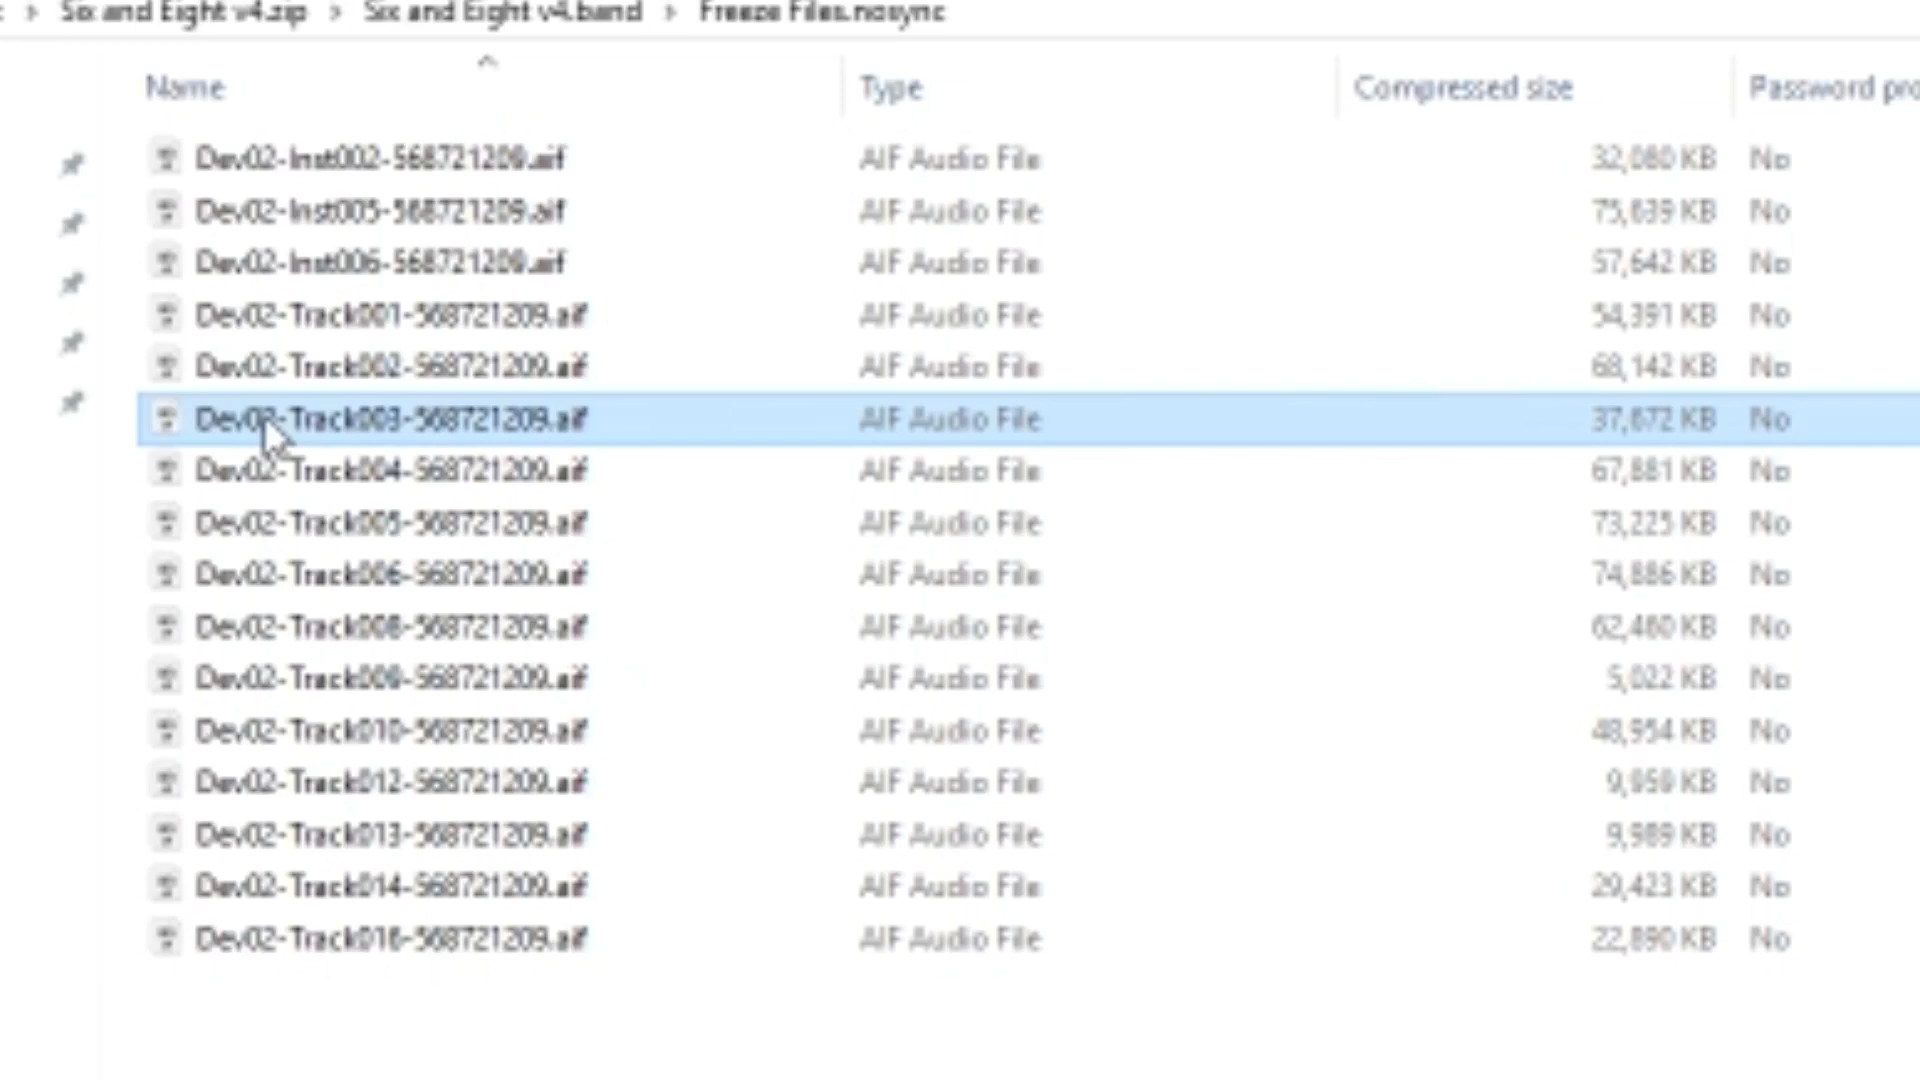 Six and Eight v4.zip > Six and Eight v4.band > Freeze Files.nosync
Name Type Compressed size Password pro
Dev02-Inst002-568721209.aif AIF Audio File 32,080 KB No
Dev02-Inst005-568721209.aif AIF Audio File 75,639 KB No
Dev02-Inst006-568721209.aif AIF Audio File 57,642 KB No
Dev02-Track001-568721209.aif AIF Audio File 54,391 KB No
Dev02-Track002-568721209.aif AIF Audio File 68,142 KB No
Dev02-Track003-568721209.aif AIF Audio File 37,672 KB No
Dev02-Track004-568721209.aif AIF Audio File 67,881 KB No
Dev02-Track005-568721209.aif AIF Audio File 73,225 KB No
Dev02-Track006-568721209.aif AIF Audio File 74,886 KB No
Dev02-Track008-568721209.aif AIF Audio File 62,460 KB No
Dev02-Track009-568721209.aif AIF Audio File 5,022 KB No
Dev02-Track010-568721209.aif AIF Audio File 48,954 KB No
Dev02-Track012-568721209.aif AIF Audio File 9,959 KB No
Dev02-Track013-568721209.aif AIF Audio File 9,989 KB No
Dev02-Track014-568721209.aif AIF Audio File 29,423 KB No
Dev02-Track016-568721209.aif AIF Audio File 22,890 KB No